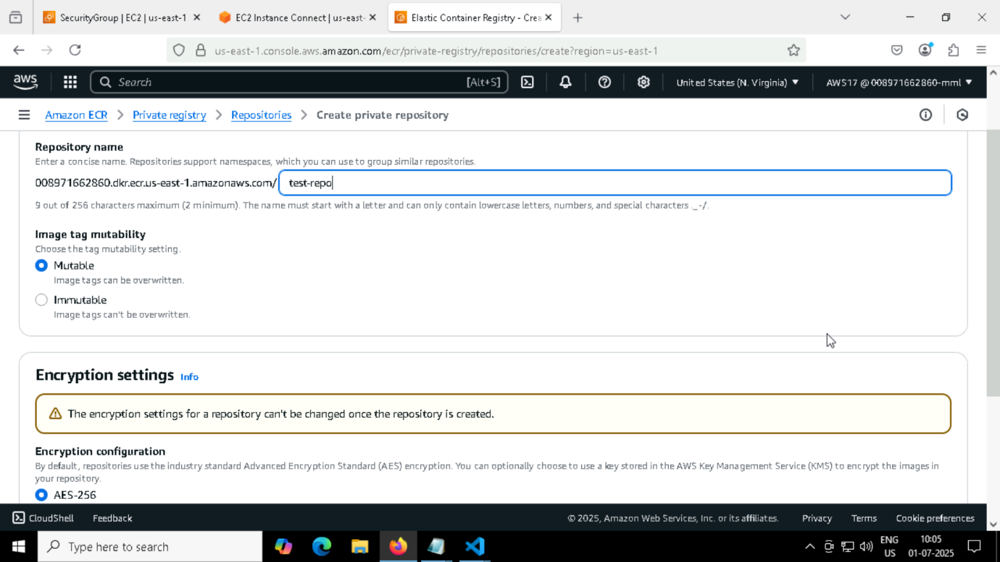 SecurityGroup | EC2 | us-east-1
EC2 Instance Connect | us-east-
Elastic Container Registry - Crea
us-east-1.console.aws.amazon.com/ecr/private-registry/repositories/create?region=us-east-1
aws
Search
[Alt+S]
United States (N. Virginia)
AWS17 @ 008971662860-mml
Amazon ECR
Private registry
Repositories
Create private repository
Repository name
Enter a concise name. Repositories support namespaces, which you can use to group similar repositories.
008971662860.dkr.ecr.us-east-1.amazonaws.com/
test-repo
9 out of 256 characters maximum (2 minimum). The name must start with a letter and can only contain lowercase letters, numbers, and special characters ._-/.
Image tag mutability
Choose the tag mutability setting.
Mutable
Image tags can be overwritten.
Immutable
Image tags can't be overwritten.
Encryption settings Info
The encryption settings for a repository can't be changed once the repository is created.
Encryption configuration
By default, repositories use the industry standard Advanced Encryption Standard (AES) encryption. You can optionally choose to use a key stored in the AWS Key Management Service (KMS) to encrypt the images in
your repository.
AES-256
CloudShell
Feedback
© 2025, Amazon Web Services, Inc. or its affiliates.
Privacy
Terms
Cookie preferences
Type here to search
ENG
US
10:05
01-07-2025